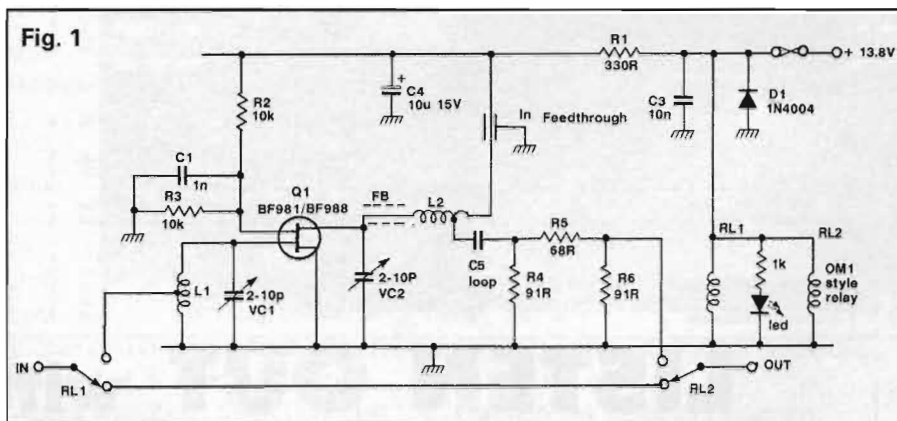 Fig. 1
R1
330R
+ 13.8V
R2
10k
C4
10u 15V
+
In Feedthrough
C3
10n
D1
1N4004
C1
1n
Q1
BF981/BF988
R3
10k
FB
L2
R5
68R
RL1
RL2
1k
OM1
style
relay
led
L1
2-10p
VC1
2-10P
VC2
C5
loop
R4
91R
R6
91R
IN
RL1
RL2
OUT